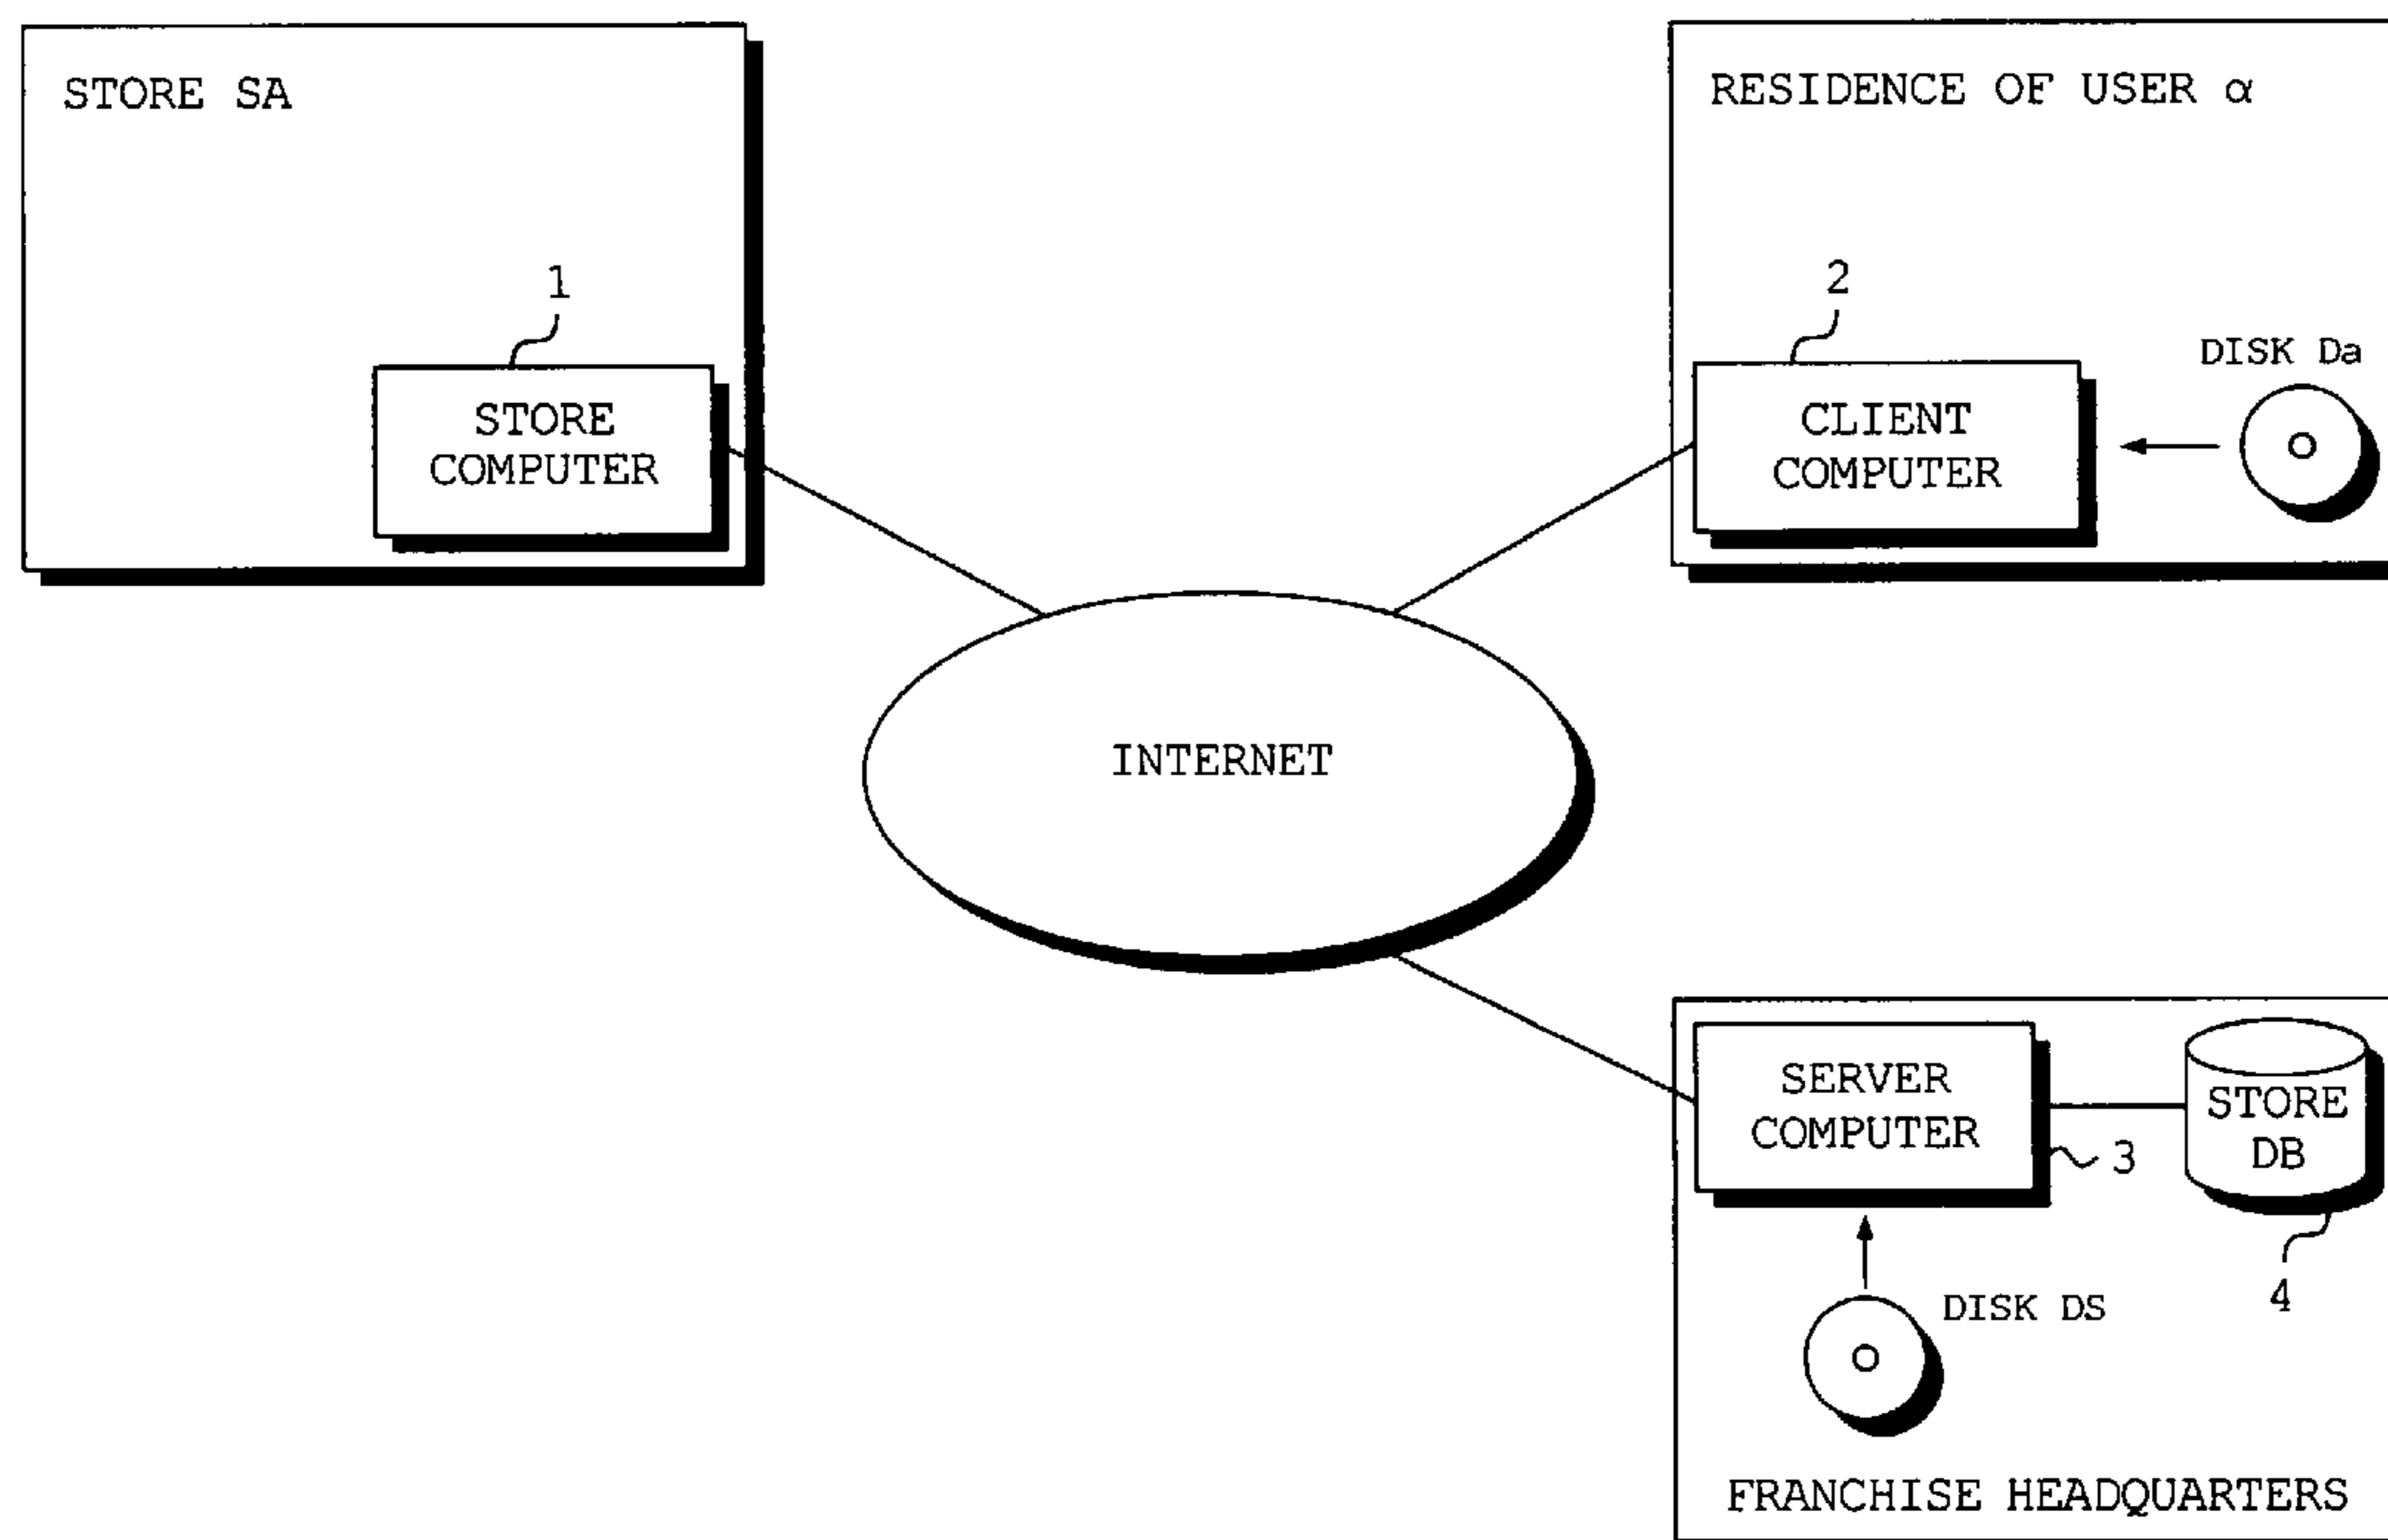 STORE SA
1
STORE
COMPUTER
RESIDENCE OF USER α
2
CLIENT
COMPUTER
DISK Da
INTERNET
SERVER
COMPUTER
3
STORE
DB
4
DISK DS
FRANCHISE HEADQUARTERS